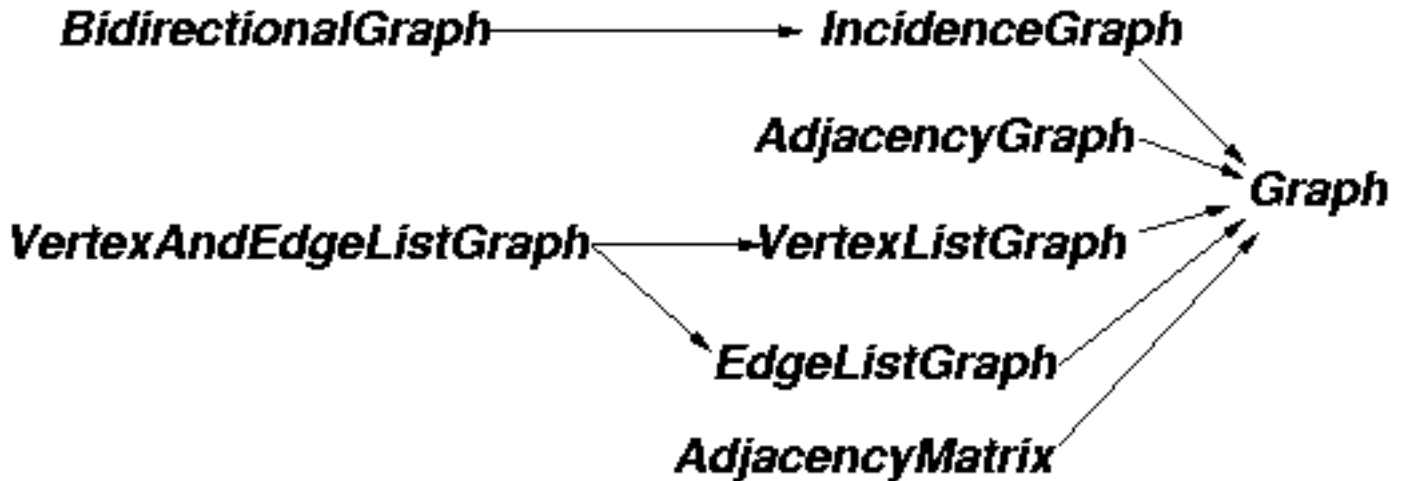 BidirectionalGraph
IncidenceGraph
AdjacencyGraph
Graph
VertexAndEdgeListGraph
VertexListGraph
EdgeListGraph
AdjacencyMatrix